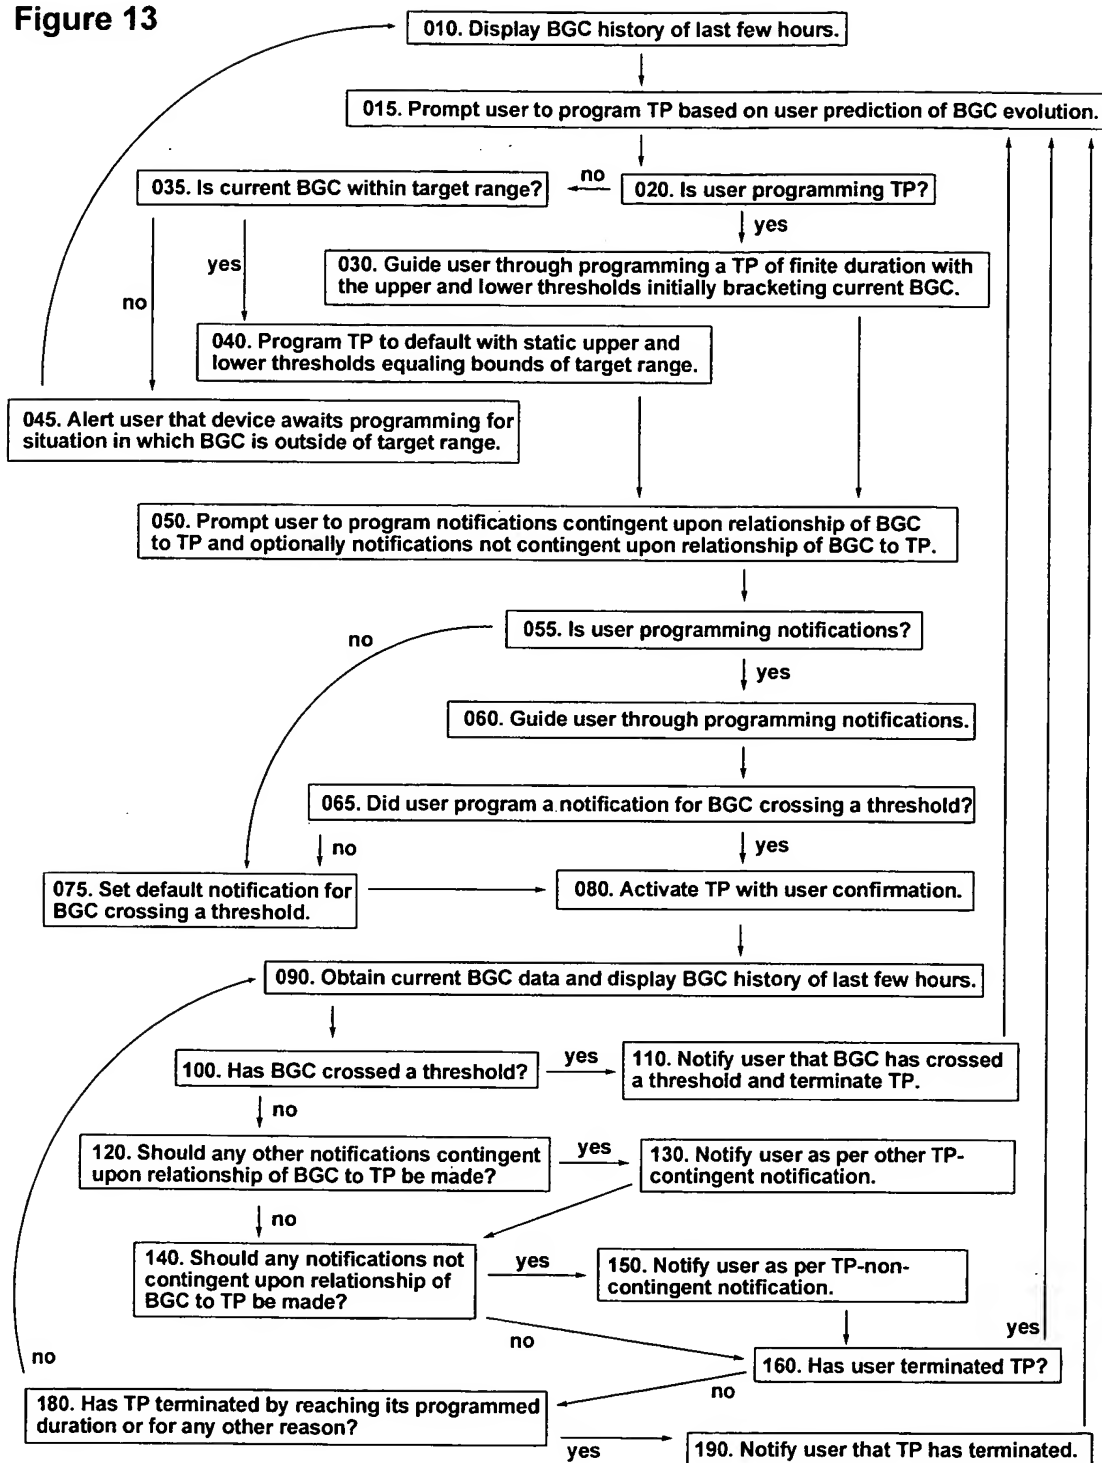 Figure 13
010. Display BGC history of last few hours.
015. Prompt user to program TP based on user prediction of BGC evolution.
035. Is current BGC within target range?
no
020. Is user programming TP?
yes
030. Guide user through programming a TP of finite duration with
the upper and lower thresholds initially bracketing current BGC.
yes
no
040. Program TP to default with static upper and
lower thresholds equaling bounds of target range.
045. Alert user that device awaits programming for
situation in which BGC is outside of target range.
050. Prompt user to program notifications contingent upon relationship of BGC
to TP and optionally notifications not contingent upon relationship of BGC to TP.
055. Is user programming notifications?
no
yes
060. Guide user through programming notifications.
065. Did user program a notification for BGC crossing a threshold?
no
yes
075. Set default notification for
BGC crossing a threshold.
080. Activate TP with user confirmation.
090. Obtain current BGC data and display BGC history of last few hours.
100. Has BGC crossed a threshold?
yes
110. Notify user that BGC has crossed
a threshold and terminate TP.
no
120. Should any other notifications contingent
upon relationship of BGC to TP be made?
yes
130. Notify user as per other TP-
contingent notification.
no
140. Should any notifications not
contingent upon relationship of
BGC to TP be made?
yes
150. Notify user as per TP-non-
contingent notification.
yes
no
160. Has user terminated TP?
no
no
180. Has TP terminated by reaching its programmed
duration or for any other reason?
yes
190. Notify user that TP has terminated.